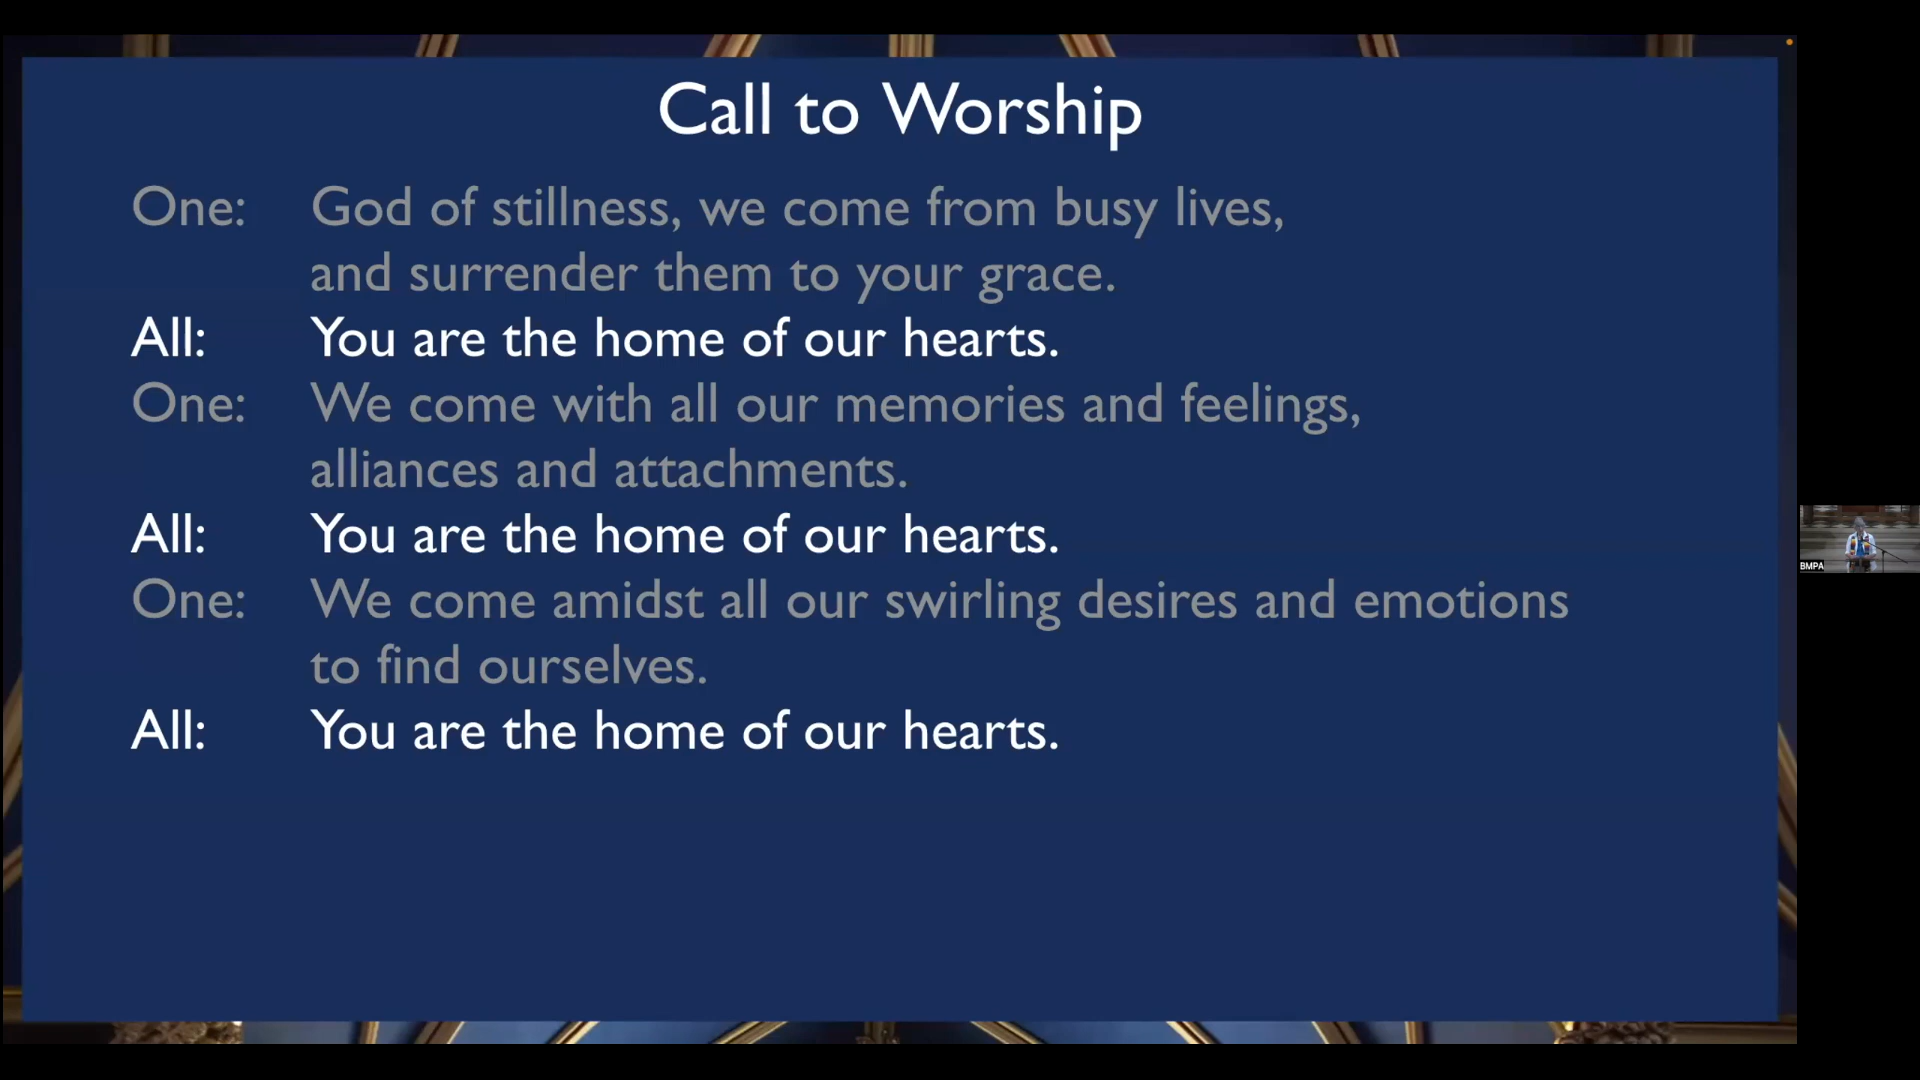 Call to Worship
One: God of stillness, we come from busy lives,
and surrender them to your grace.
All: You are the home of our hearts.
One: We come with all our memories and feelings,
alliances and attachments.
All: You are the home of our hearts.
One: We come amidst all our swirling desires and emotions
to find ourselves.
All: You are the home of our hearts.
BMPA